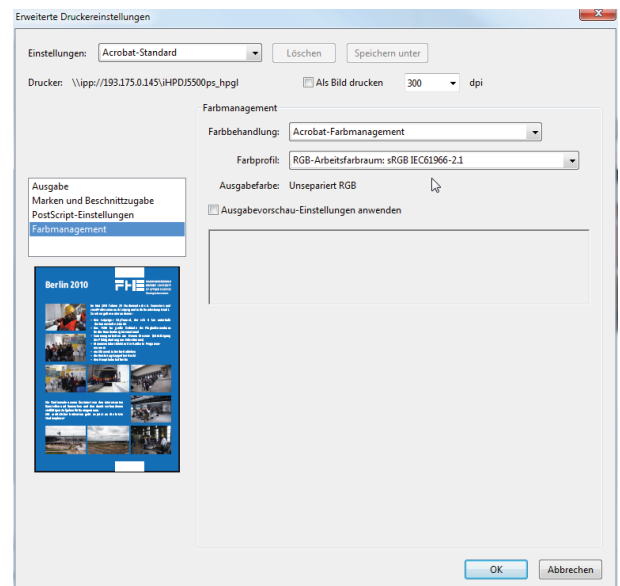 Erweiterte Druckereinstellungen
Einstellungen: Acrobat-Standard Löschen Speichern unter
Drucker: \\ipp://193.175.0.145\iHPDJ5500ps_hpgl Als Bild drucken 300 dpi
Farbmanagement
Farbbehandlung: Acrobat-Farbmanagement
Farbprofil: RGB-Arbeitsfarbraum: sRGB IEC61966-2.1
Ausgabe
Marken und Beschnittzugabe
PostScript-Einstellungen
Farbmanagement
Ausgabefarbe: Unsepariert RGB
Ausgabevorschau-Einstellungen anwenden
Berlin 2010
FHE
OK Abbrechen